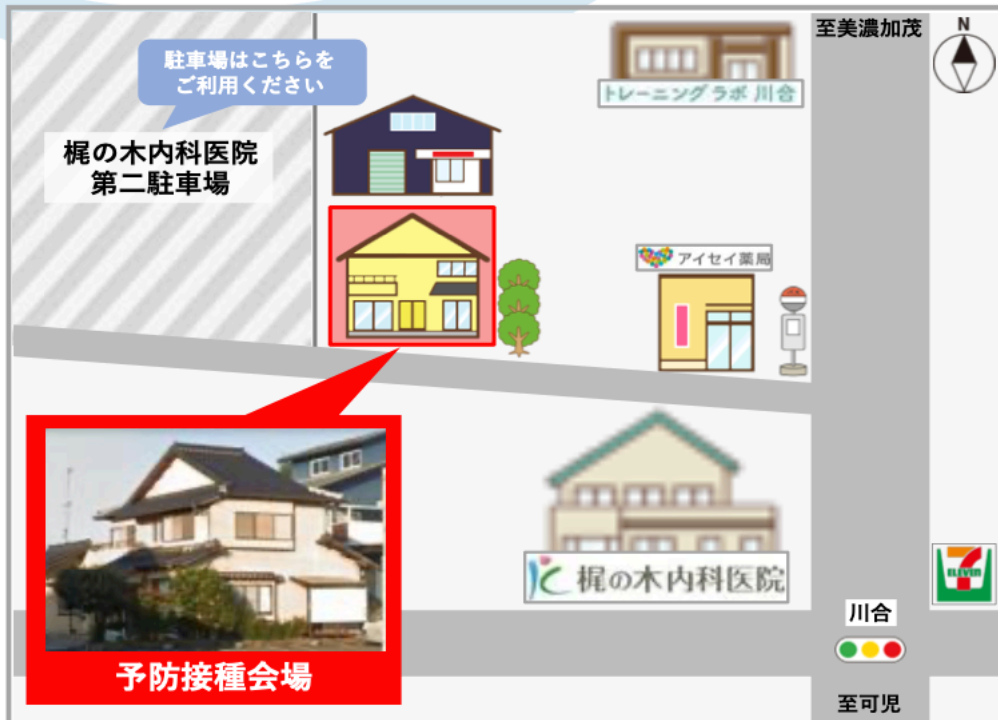 駐車場はこちらを
ご利用ください
梶の木内科医院
第二駐車場
トレーニングラボ川合
至美濃加茂
N
アイセイ薬局
梶の木内科医院
予防接種会場
7
ELEVEn
川合
至可児